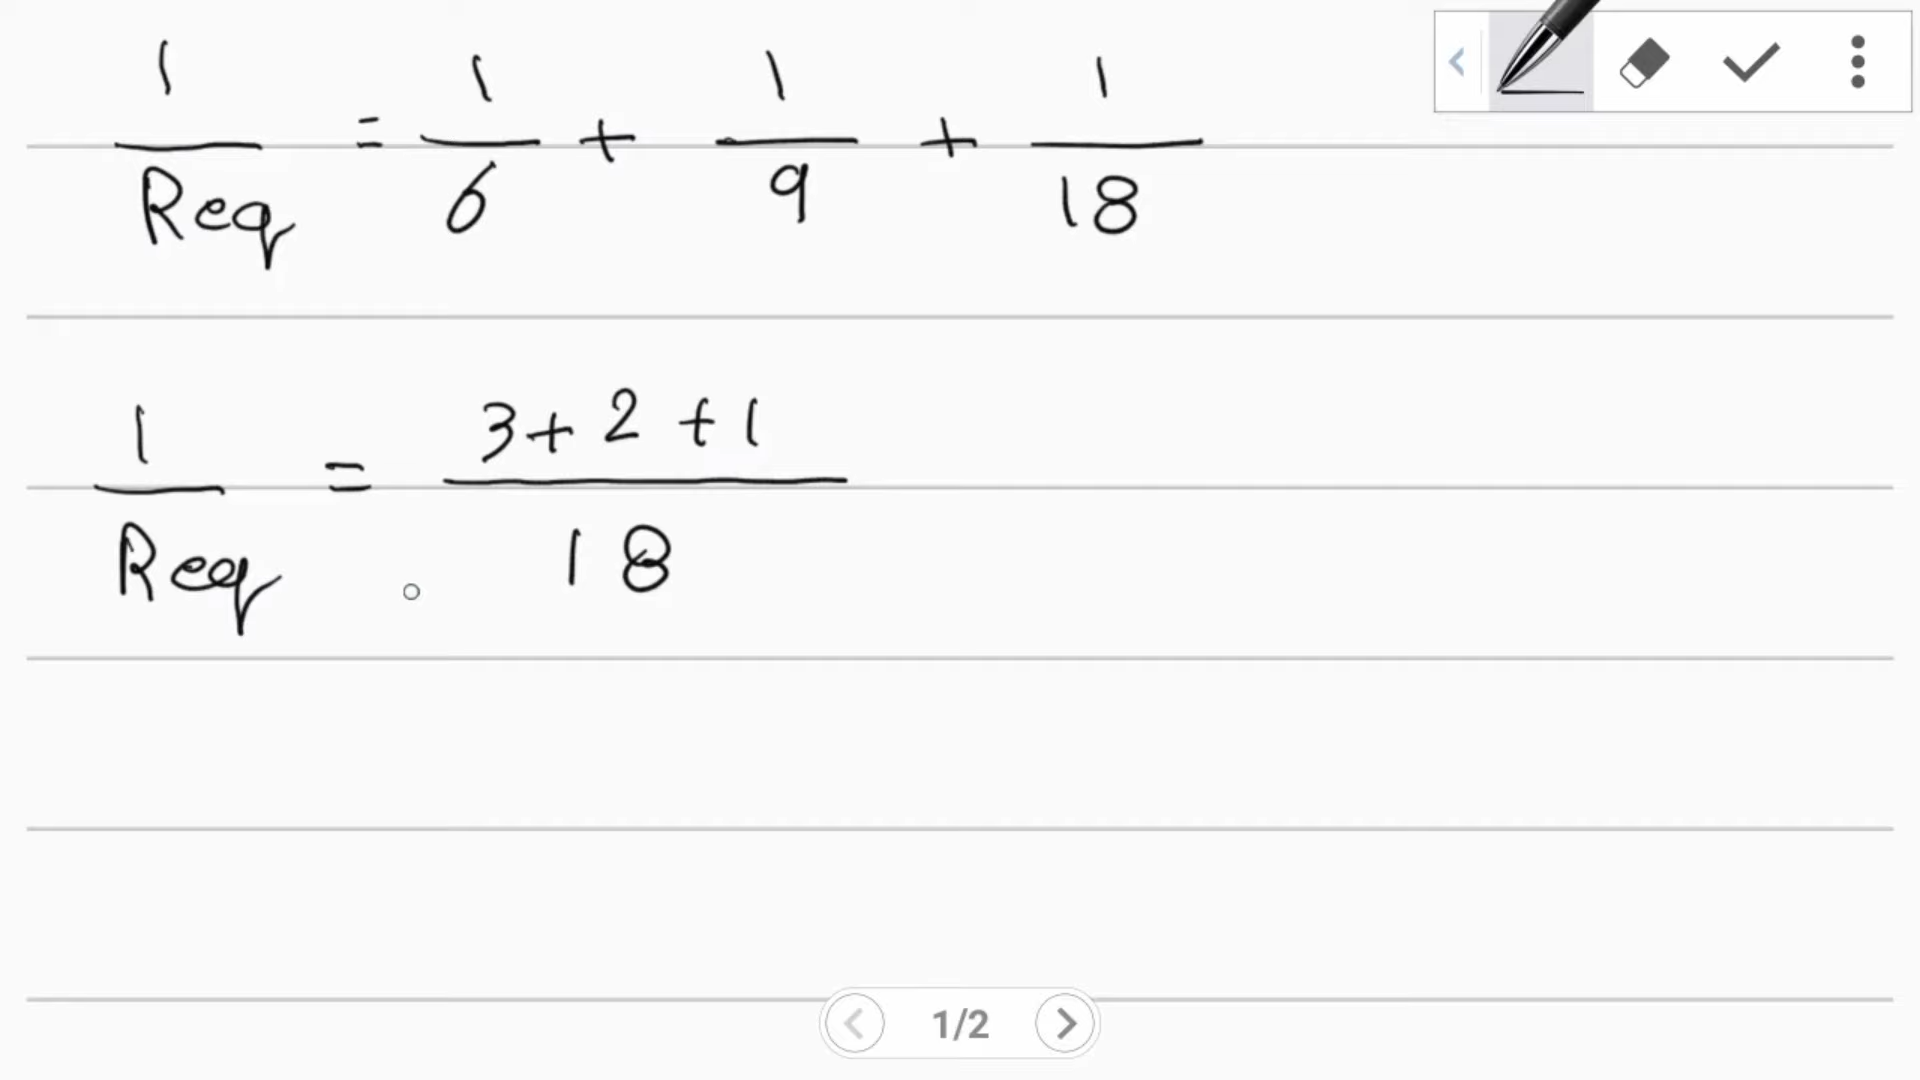 1/Req = 1/6 + 1/9 + 1/18
1/Req = 3+2+1/18
1/2